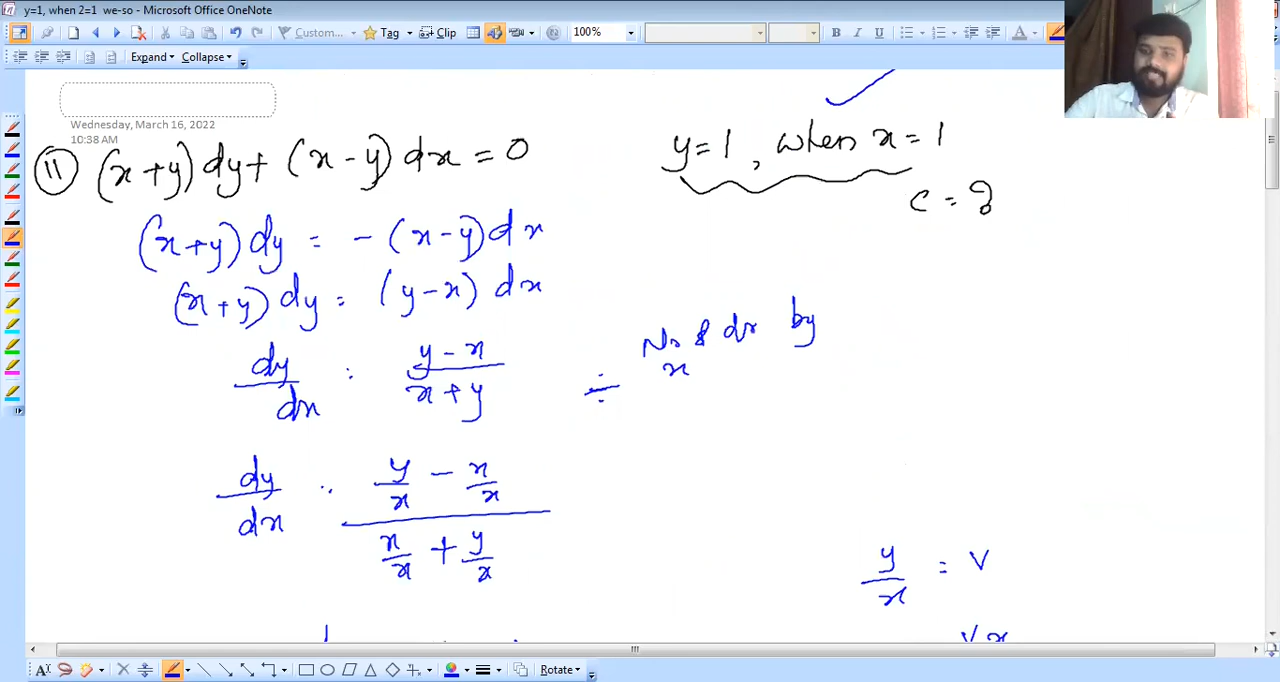 y=1, when 2=1 we-so - Microsoft Office OneNote
Custom... Tag Clip 100% B I U A
Expand Collapse
Wednesday, March 16, 2022
10:38 AM
y=1, when x=1
c = ?
11 (x+y) dy + (x-y) dx = 0
(x+y) dy = -(x-y) dx
(x+y) dy = (y-x) dx
dy/dx = (y-x)/(x+y) ÷ Nr & dr by
x
dy/dx = (y/x - x/x)/(x/x + y/x)
y/x = v
vx
Rotate